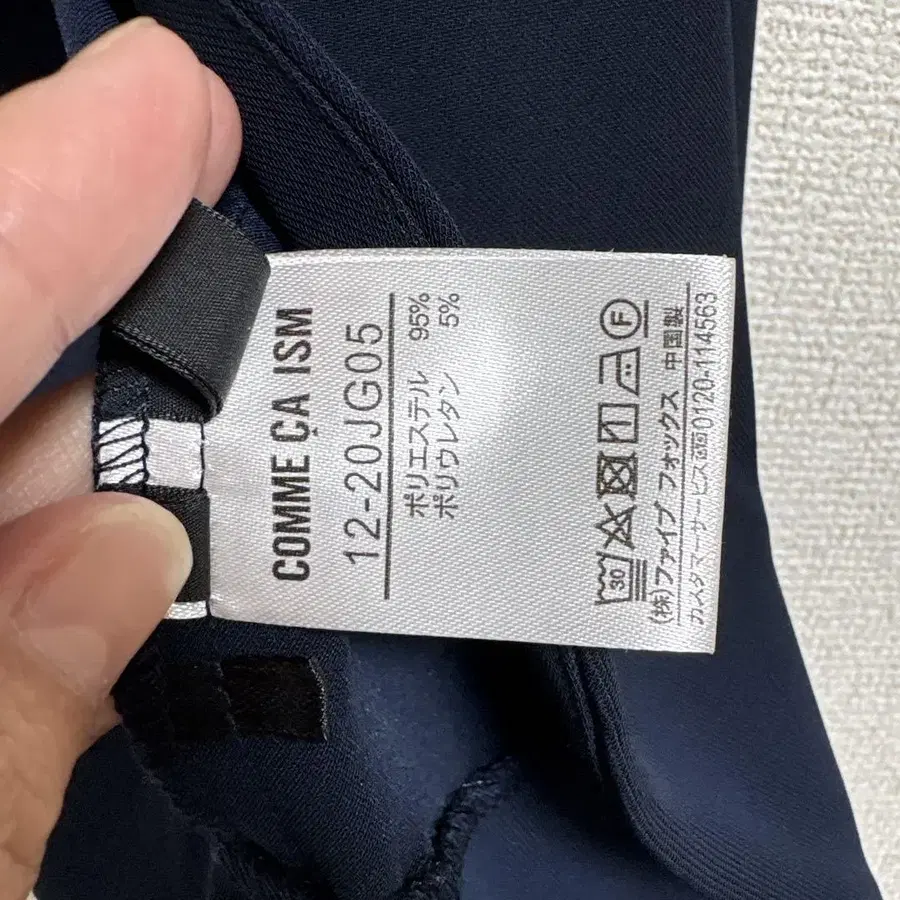 COMME ÇA ISM
12-20JG05
ポリエステル 95%
ポリウレタン 5%
30 1 F
(株)ファイブ フォックス 中国製
カスタマーサービス 0120-114563